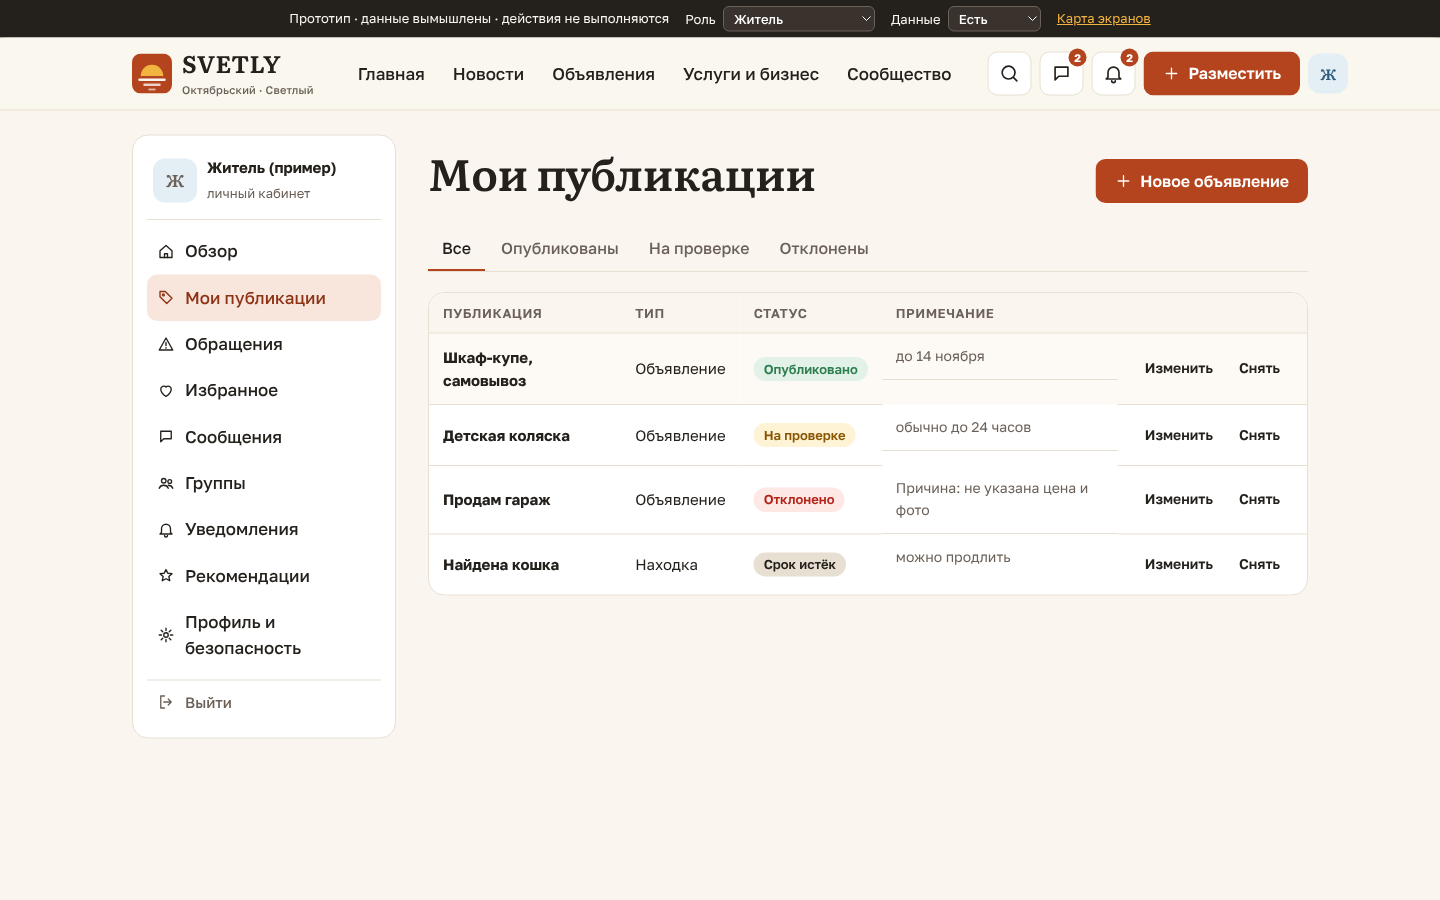 Прототип · данные вымышлены · действия не выполняются Роль Житель Данные Есть Карта экранов
SVETLY
Октябрьский · Светлый
Главная Новости Объявления Услуги и бизнес Сообщество 2 2 Разместить Ж
Ж Житель (пример)
личный кабинет
Обзор
Мои публикации
Обращения
Избранное
Сообщения
Группы
Уведомления
Рекомендации
Профиль и
безопасность
Выйти
Мои публикации
Новое объявление
Все Опубликованы На проверке Отклонены
ПУБЛИКАЦИЯ ТИП СТАТУС ПРИМЕЧАНИЕ
Шкаф-купе,
самовывоз
Объявление Опубликовано до 14 ноября Изменить Снять
Детская коляска Объявление На проверке обычно до 24 часов Изменить Снять
Продам гараж Объявление Отклонено Причина: не указана цена и
фото
Изменить Снять
Найдена кошка Находка Срок истёк можно продлить Изменить Снять